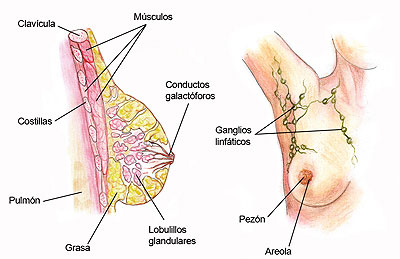 Clavícula
Músculos
Conductos
galactóforos
Costillas
Ganglios
linfáticos
Pulmón
Pezón
Lobulillos
glandulares
Grasa
Areola